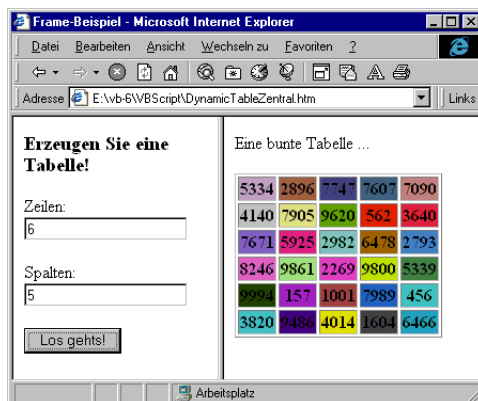 Frame-Beispiel - Microsoft Internet Explorer
Datei Bearbeiten Ansicht Wechseln zu Favoriten ?
Adresse E:\vb-6\VBScript\DynamicTableZentral.htm Links
Erzeugen Sie eine
Tabelle!
Zeilen:
6
Spalten:
5
Los gehts!
Eine bunte Tabelle ...
5334 2896 7747 7607 7090
4140 7905 9620 562 3640
7671 5925 2982 6478 2793
8246 9861 2269 9800 5339
9994 157 1001 7989 456
3820 9486 4014 1604 6466
Arbeitsplatz